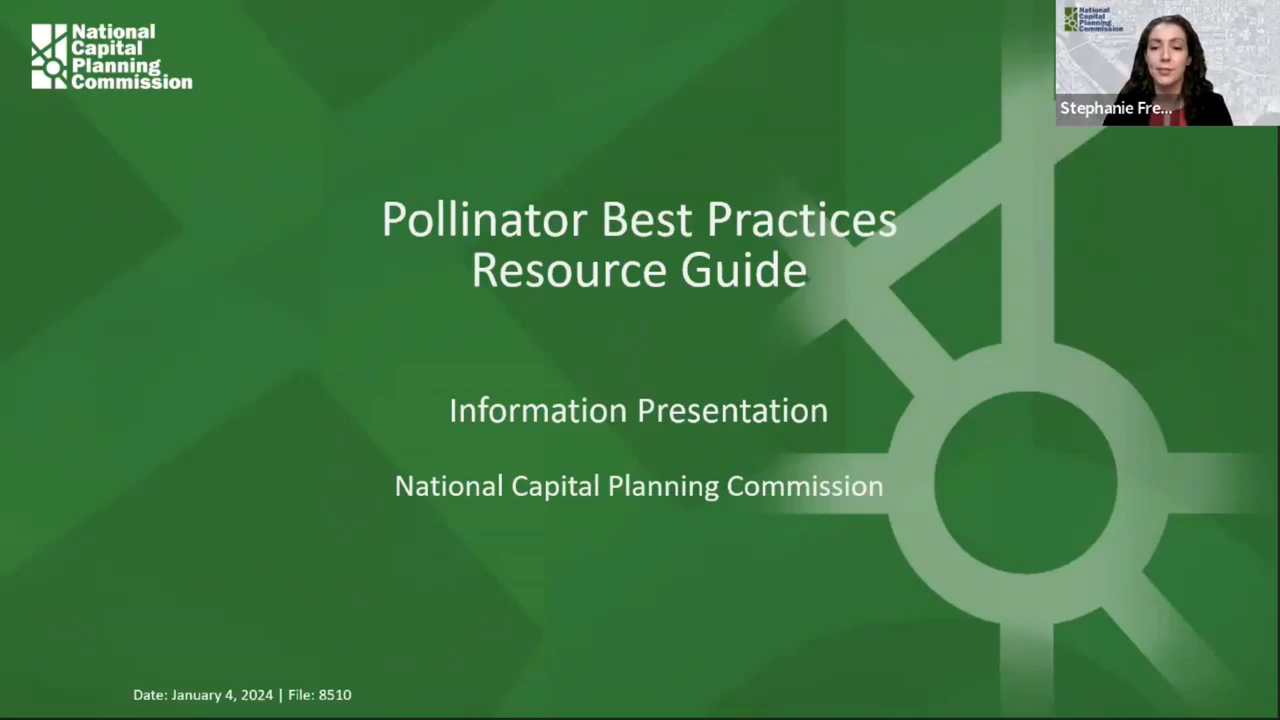 National
Capital
Planning
Commission
National
Capital
Planning
Commission
Stephanie Fre...
Pollinator Best Practices
Resource Guide
Information Presentation
National Capital Planning Commission
Date: January 4, 2024 | File: 8510